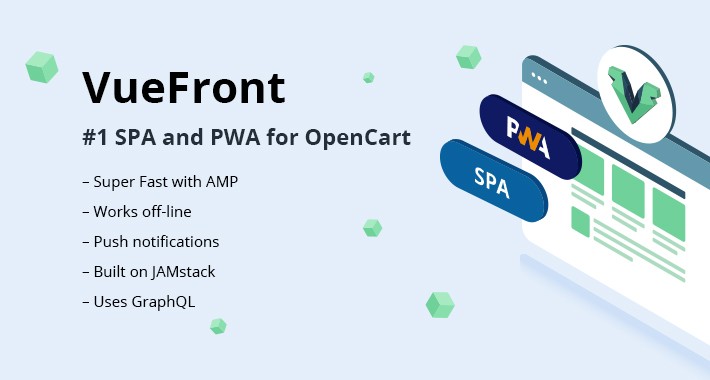 VueFront
#1 SPA and PWA for OpenCart
– Super Fast with AMP
– Works off-line
– Push notifications
– Built on JAMstack
– Uses GraphQL
PWA
SPA